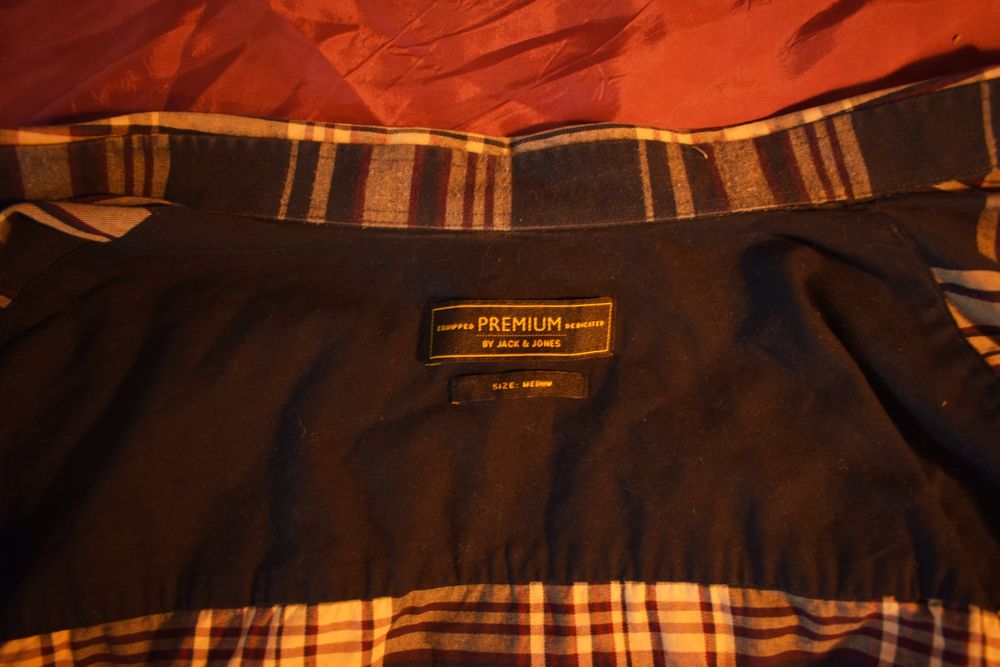 EQUIPPED PREMIUM DEDICATED
BY JACK & JONES
SIZE: MEDIUM